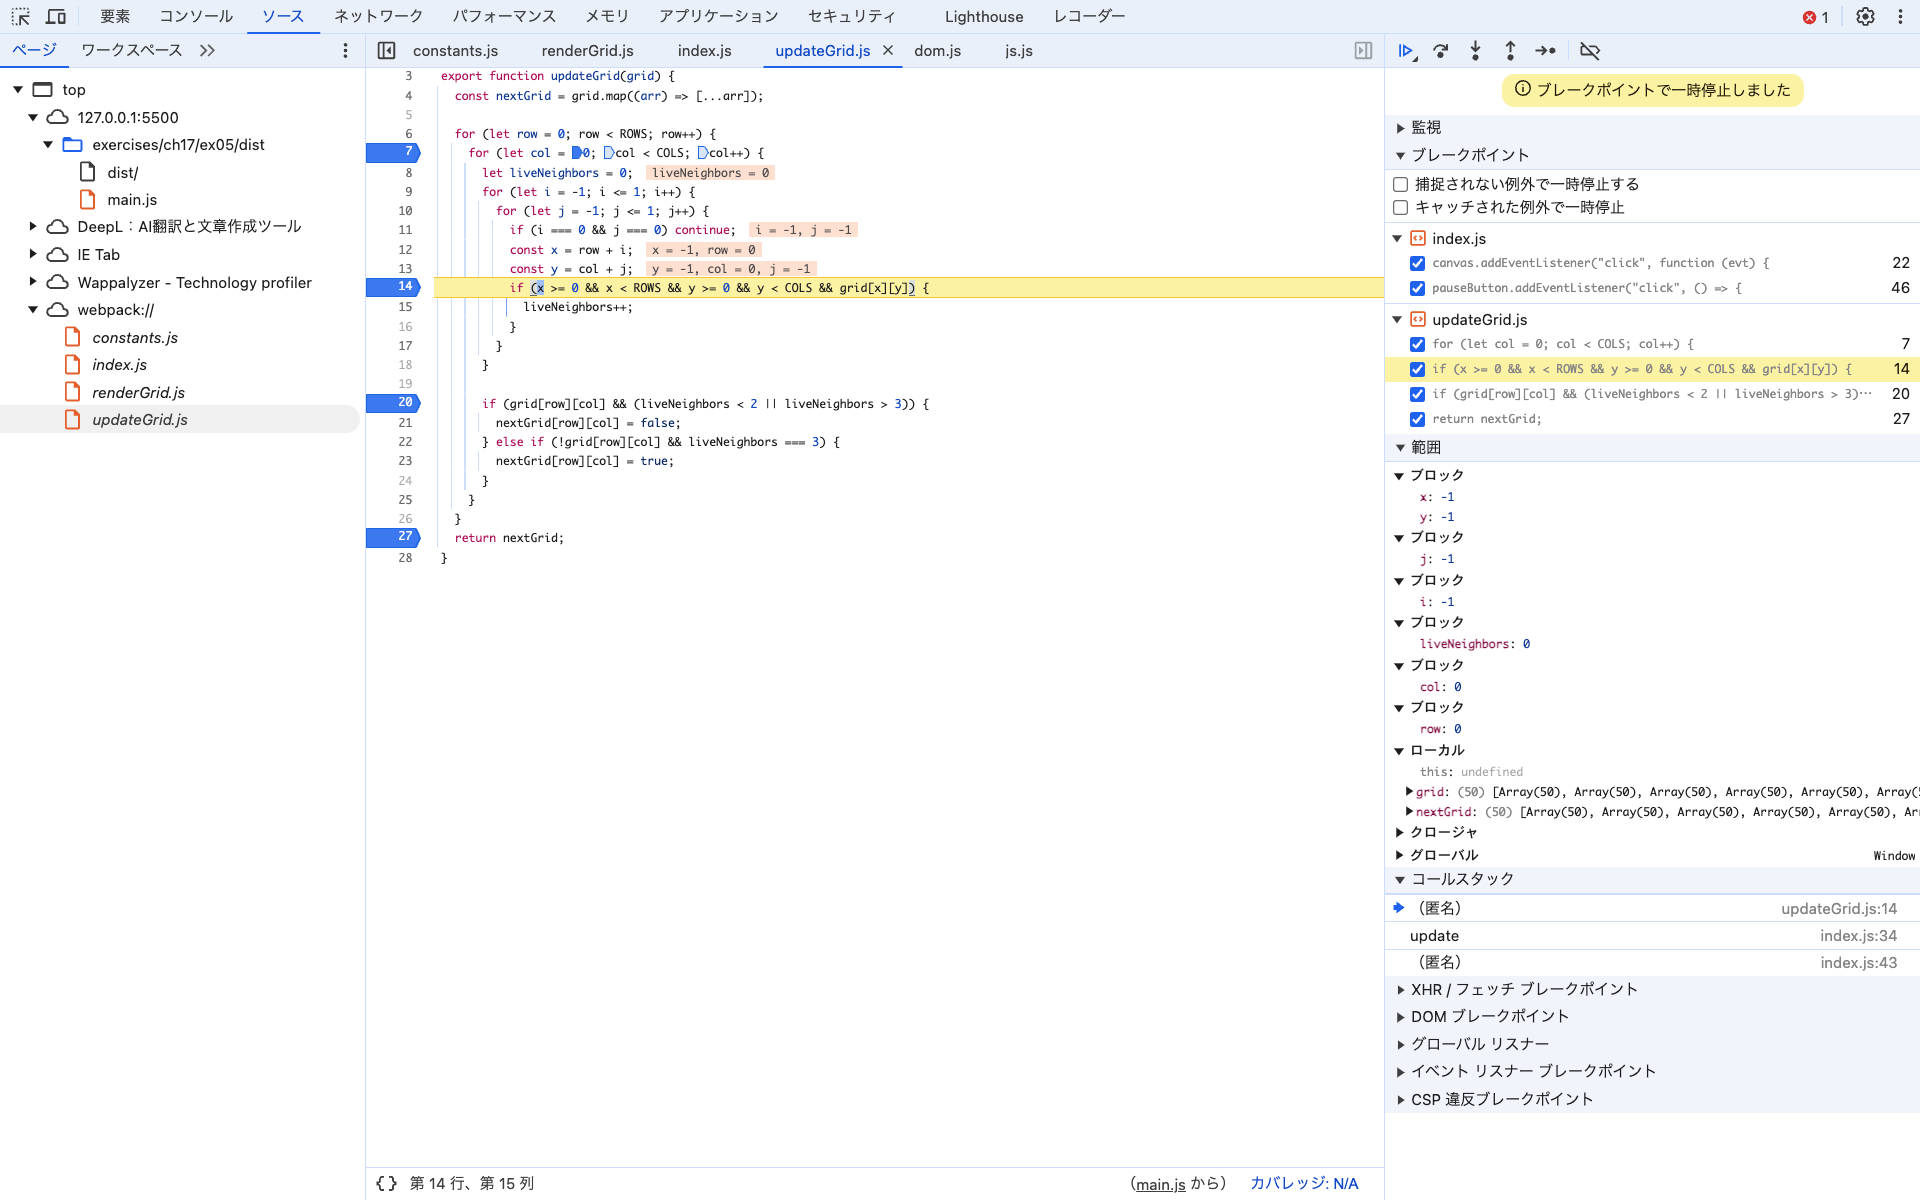 要素 コンソール ソース ネットワーク パフォーマンス メモリ アプリケーション セキュリティ Lighthouse レコーダー 1
ページ ワークスペース
top
127.0.0.1:5500
exercises/ch17/ex05/dist
dist/
main.js
DeepL：AI翻訳と文章作成ツール
IE Tab
Wappalyzer - Technology profiler
webpack://
constants.js
index.js
renderGrid.js
updateGrid.js
constants.js renderGrid.js index.js updateGrid.js dom.js js.js
3 export function updateGrid(grid) {
4 const nextGrid = grid.map((arr) => [...arr]);
5
6 for (let row = 0; row < ROWS; row++) {
7 for (let col = 0; col < COLS; col++) {
8 let liveNeighbors = 0; liveNeighbors = 0
9 for (let i = -1; i <= 1; i++) {
10 for (let j = -1; j <= 1; j++) {
11 if (i === 0 && j === 0) continue; i = -1, j = -1
12 const x = row + i; x = -1, row = 0
13 const y = col + j; y = -1, col = 0, j = -1
14 if (x >= 0 && x < ROWS && y >= 0 && y < COLS && grid[x][y]) {
15 liveNeighbors++;
16 }
17 }
18 }
19
20 if (grid[row][col] && (liveNeighbors < 2 || liveNeighbors > 3)) {
21 nextGrid[row][col] = false;
22 } else if (!grid[row][col] && liveNeighbors === 3) {
23 nextGrid[row][col] = true;
24 }
25 }
26 }
27 return nextGrid;
28 }
{ } 第 14 行、第 15 列 （main.js から） カバレッジ: N/A
ブレークポイントで一時停止しました
監視
ブレークポイント
捕捉されない例外で一時停止する
キャッチされた例外で一時停止
index.js
canvas.addEventListener("click", function (evt) { 22
pauseButton.addEventListener("click", () => { 46
updateGrid.js
for (let col = 0; col < COLS; col++) { 7
if (x >= 0 && x < ROWS && y >= 0 && y < COLS && grid[x][y]) { 14
if (grid[row][col] && (liveNeighbors < 2 || liveNeighbors > 3)… 20
return nextGrid; 27
範囲
ブロック
x: -1
y: -1
ブロック
j: -1
ブロック
i: -1
ブロック
liveNeighbors: 0
ブロック
col: 0
ブロック
row: 0
ローカル
this: undefined
grid: (50) [Array(50), Array(50), Array(50), Array(50), Array(50), Array(5
nextGrid: (50) [Array(50), Array(50), Array(50), Array(50), Array(50), Ar
クロージャ
グローバル Window
コールスタック
（匿名） updateGrid.js:14
update index.js:34
（匿名） index.js:43
XHR / フェッチ ブレークポイント
DOM ブレークポイント
グローバル リスナー
イベント リスナー ブレークポイント
CSP 違反ブレークポイント